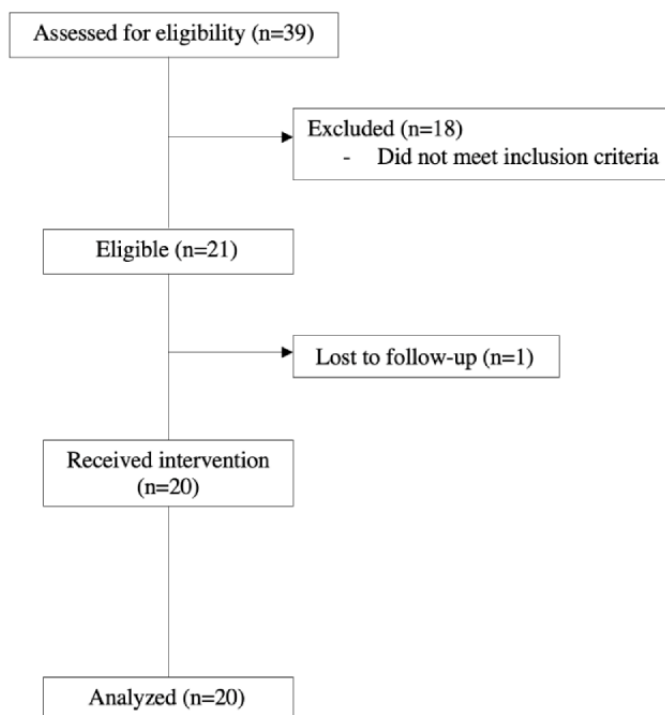 Assessed for eligibility (n=39)
Excluded (n=18)
- Did not meet inclusion criteria
Eligible (n=21)
Lost to follow-up (n=1)
Received intervention
(n=20)
Analyzed (n=20)